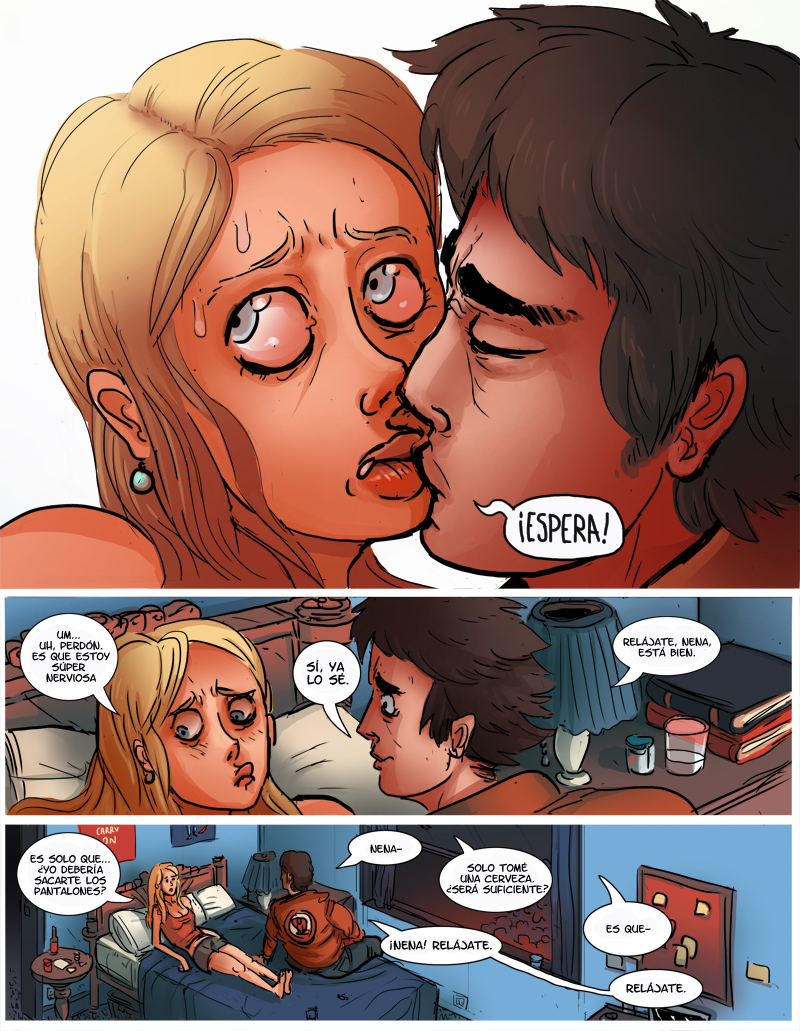 ¡ESPERA!
UM...
UH, PERDÓN.
ES QUE ESTOY
SÚPER
NERVIOSA
SÍ, YA
LO SÉ.
RELÁJATE, NENA,
ESTÁ BIEN.
CARRY
ON
ES SOLO QUE...
¿YO DEBERÍA
SACARTE LOS
PANTALONES?
NENA-
SOLO TOMÉ
UNA CERVEZA.
¿SERÁ SUFICIENTE?
¡NENA! RELÁJATE.
ES QUE-
RELÁJATE.